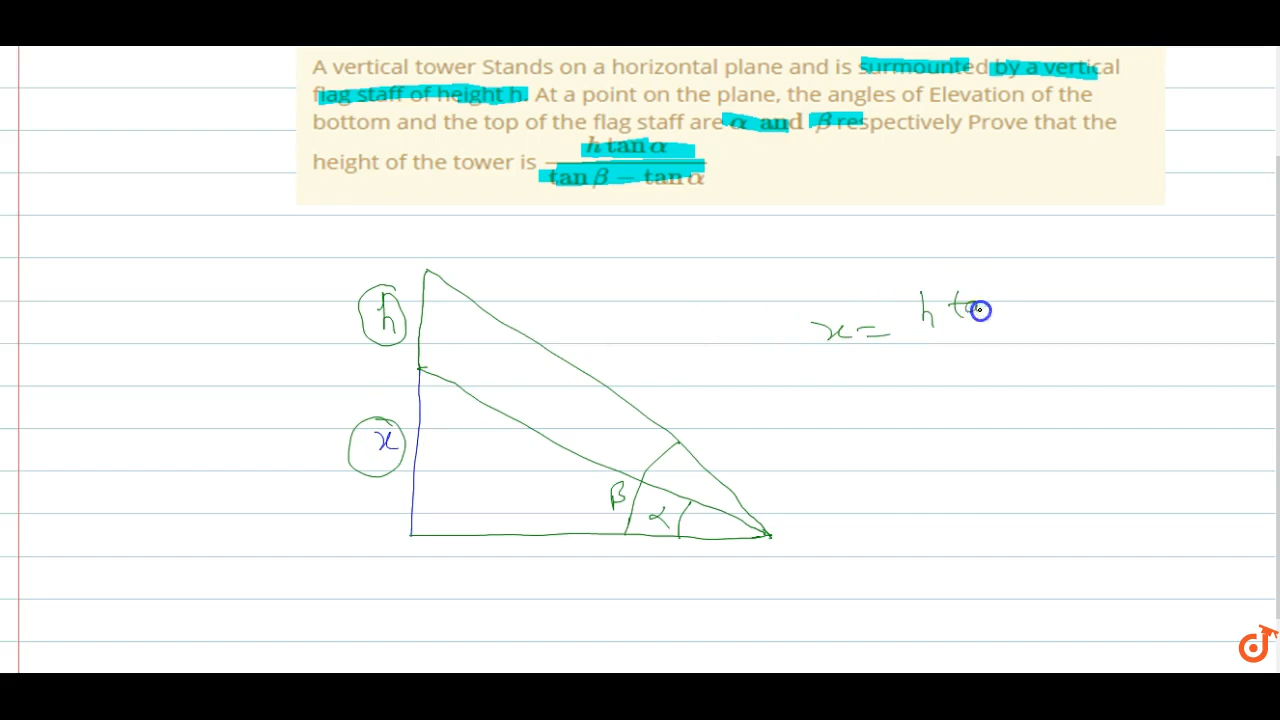 A vertical tower Stands on a horizontal plane and is surmounted by a vertical
flag staff of height h. At a point on the plane, the angles of Elevation of the
bottom and the top of the flag staff are α and β respectively Prove that the
h tan α
height of the tower is
tan β − tan α
h
h ta
x =
x
β
α